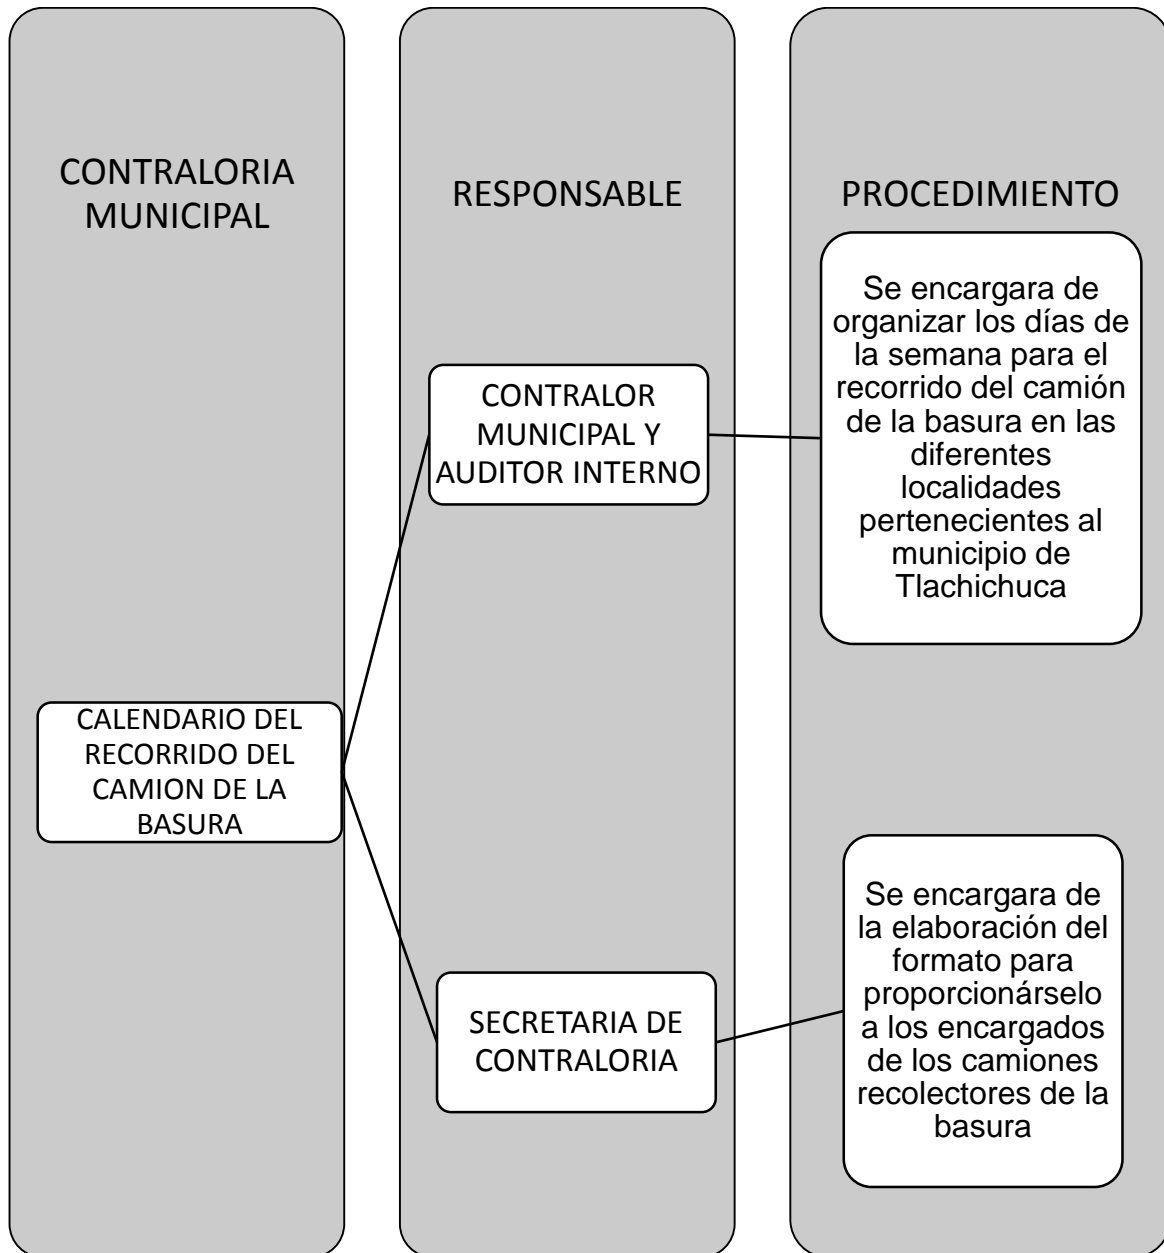 CONTRALORIA
MUNICIPAL
RESPONSABLE
PROCEDIMIENTO
CALENDARIO DEL
RECORRIDO DEL
CAMION DE LA
BASURA
CONTRALOR
MUNICIPAL Y
AUDITOR INTERNO
Se encargara de
organizar los días de
la semana para el
recorrido del camión
de la basura en las
diferentes
localidades
pertenecientes al
municipio de
Tlachichuca
SECRETARIA DE
CONTRALORIA
Se encargara de
la elaboración del
formato para
proporcionárselo
a los encargados
de los camiones
recolectores de la
basura